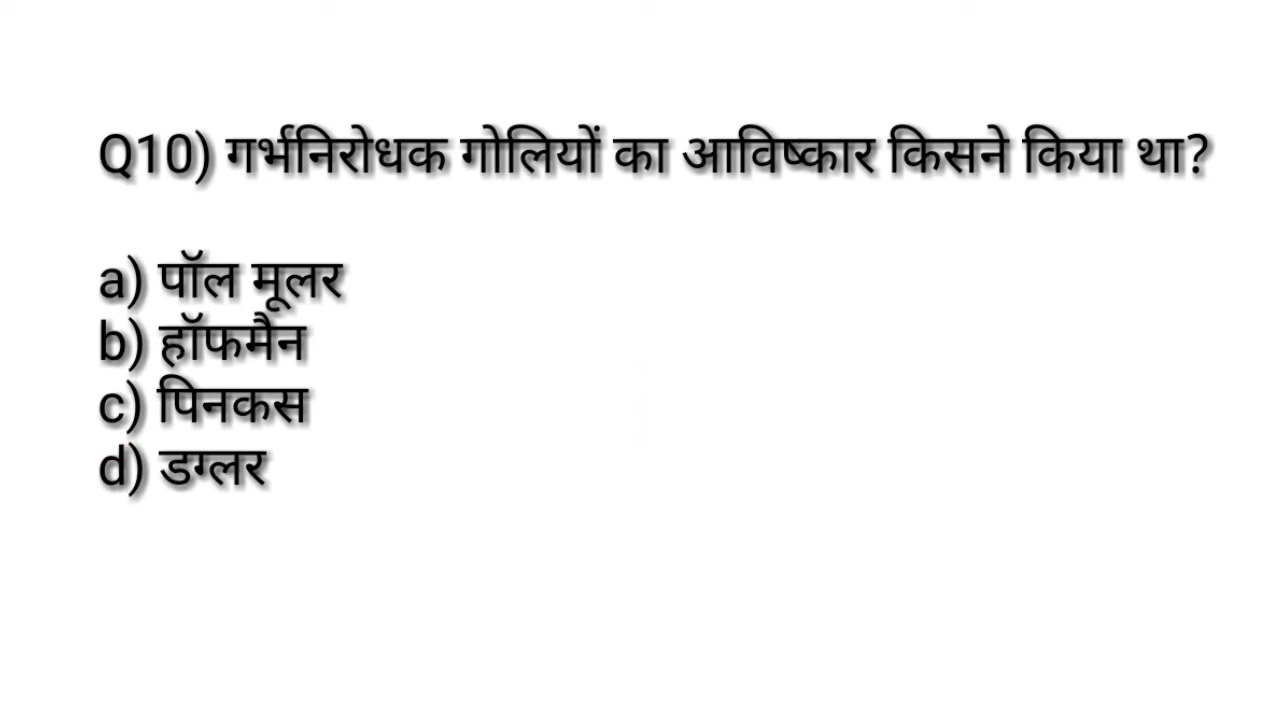 Q10) गर्भनिरोधक गोलियों का आविष्कार किसने किया था?
a) पॉल मूलर
b) हॉफमैन
c) पिनकस
d) डग्लर